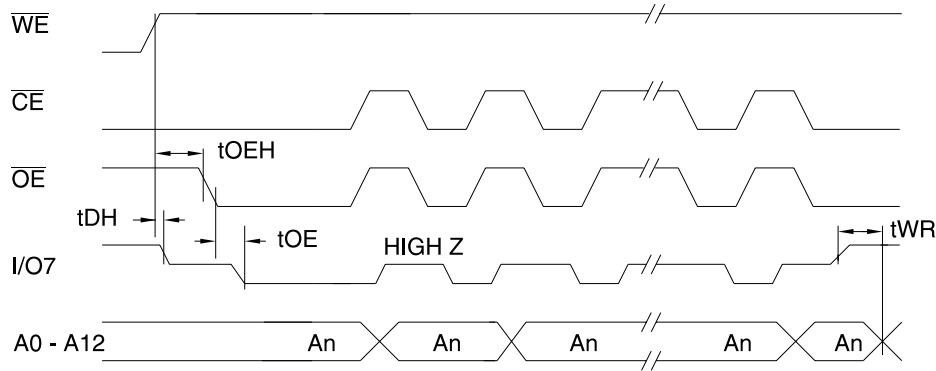 WE
CE
tOEH
OE
tDH
tOE
HIGH Z
tWR
I/O7
A0 - A12
An
An
An
An
An